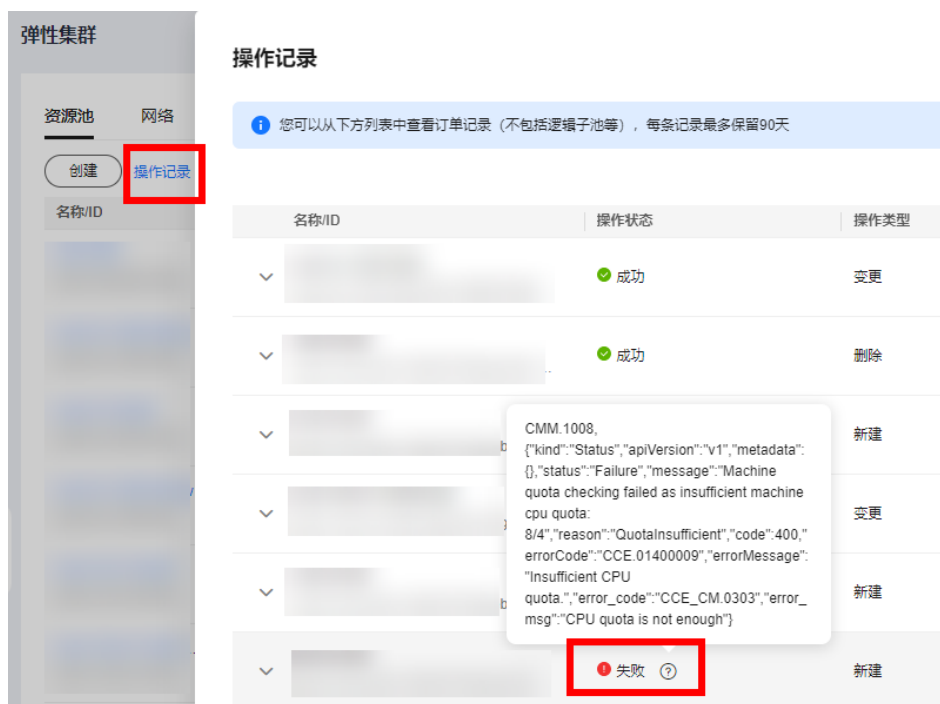 弹性集群
操作记录
资源池 网络
您可以从下方列表中查看订单记录（不包括逻辑子池等），每条记录最多保留90天
创建 操作记录
名称/ID
名称/ID 操作状态 操作类型
成功 变更
成功 删除
新建
变更
新建
CMM.1008,
{"kind":"Status","apiVersion":"v1","metadata":
{},"status":"Failure","message":"Machine
quota checking failed as insufficient machine
cpu quota:
8/4","reason":"QuotaInsufficient","code":400,"
errorCode":"CCE.01400009","errorMessage":
"Insufficient CPU
quota.","error_code":"CCE_CM.0303","error_
msg":"CPU quota is not enough"}
失败 新建